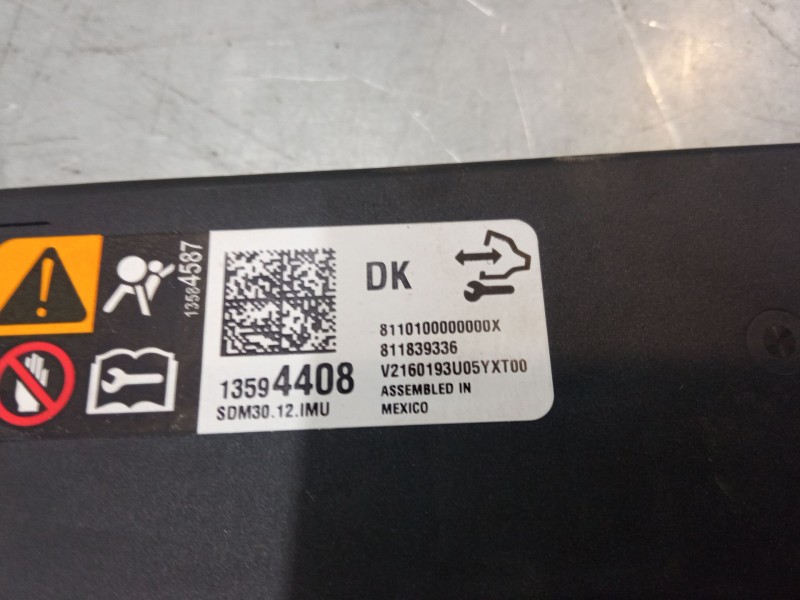 13584587
DK
8110100000000X
811839336
V2160193U05YXT00
ASSEMBLED IN
MEXICO
13594408
SDM30.12.IMU